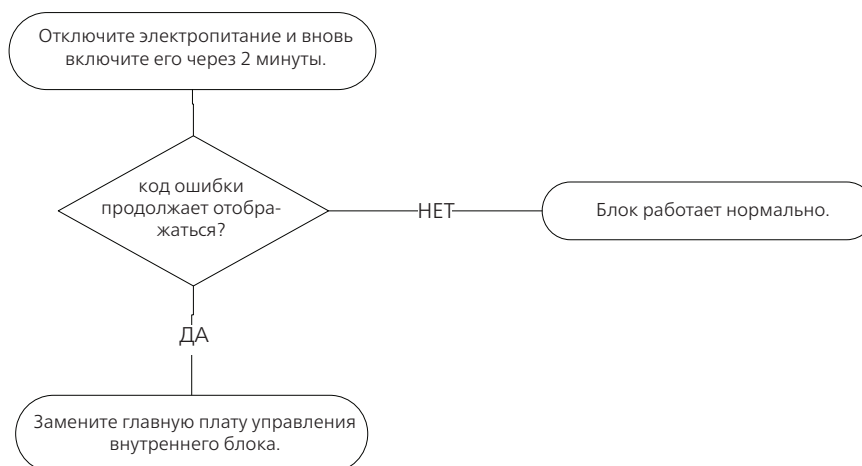 Отключите электропитание и вновь
включите его через 2 минуты.
код ошибки
продолжает отобра-
жаться?
НЕТ
Блок работает нормально.
ДА
Замените главную плату управления
внутреннего блока.